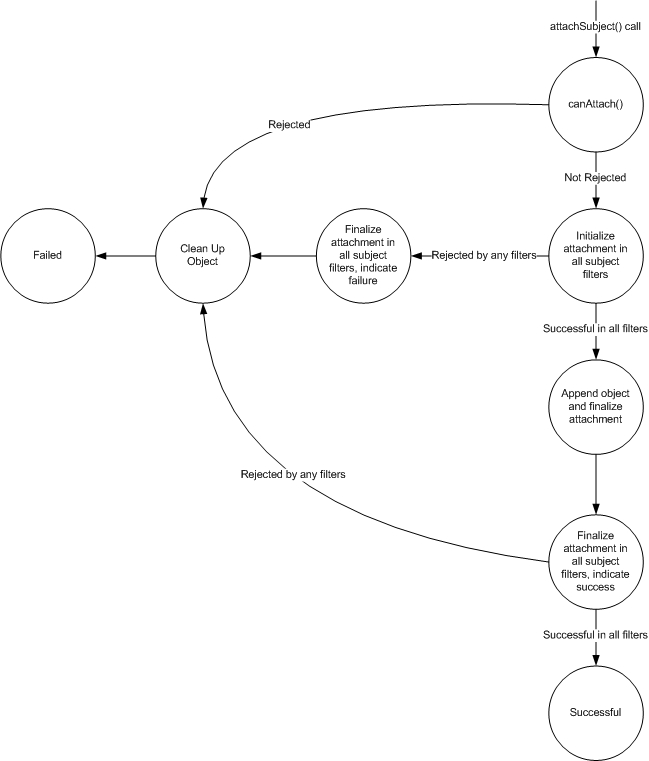 attachSubject() call
canAttach()
Rejected
Not Rejected
Failed
Clean Up
Object
Finalize
attachment in
all subject
filters, indicate
failure
Rejected by any filters
Initialize
attachment in
all subject
filters
Successful in all filters
Append object
and finalize
attachment
Rejected by any filters
Finalize
attachment in
all subject
filters, indicate
success
Successful in all filters
Successful